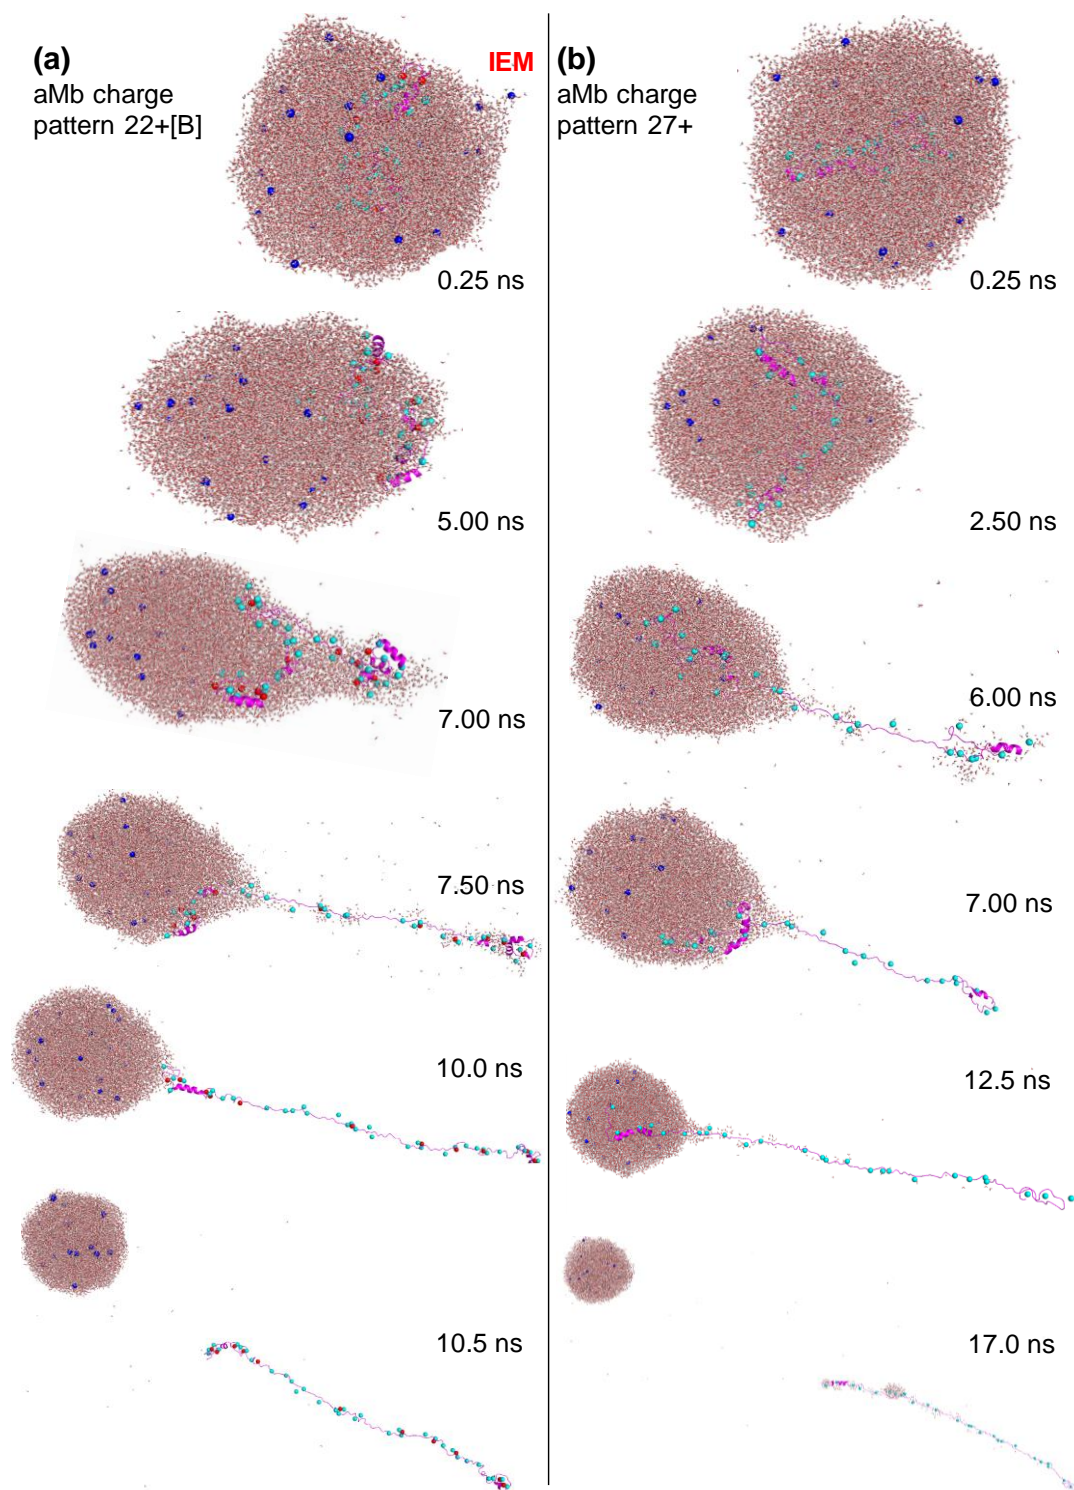 (a)
aMb charge
pattern 22+[B]
IEM
0.25 ns
5.00 ns
7.00 ns
7.50 ns
10.0 ns
10.5 ns
(b)
aMb charge
pattern 27+
0.25 ns
2.50 ns
6.00 ns
7.00 ns
12.5 ns
17.0 ns